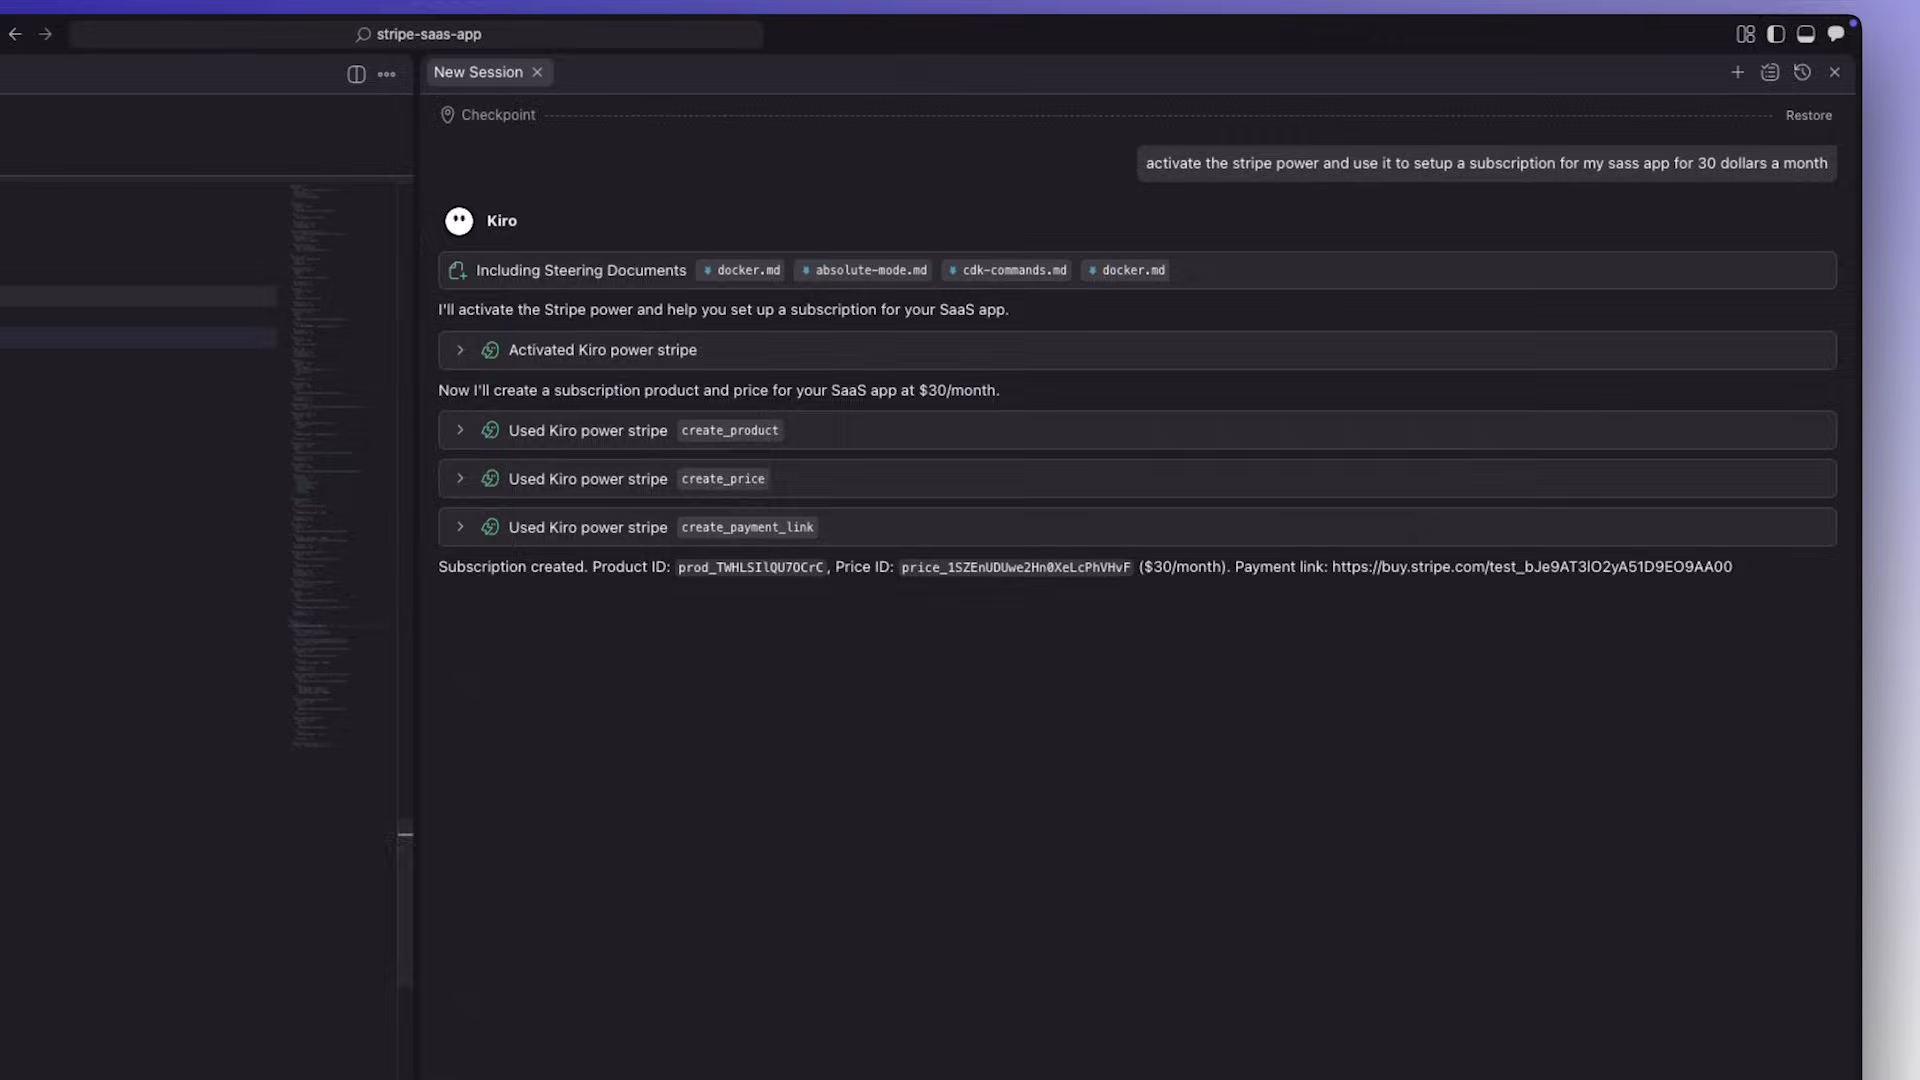 stripe-saas-app
New Session
Checkpoint
Restore
activate the stripe power and use it to setup a subscription for my sass app for 30 dollars a month
Kiro
Including Steering Documents docker.md absolute-mode.md cdk-commands.md docker.md
I'll activate the Stripe power and help you set up a subscription for your SaaS app.
Activated Kiro power stripe
Now I'll create a subscription product and price for your SaaS app at $30/month.
Used Kiro power stripe create_product
Used Kiro power stripe create_price
Used Kiro power stripe create_payment_link
Subscription created. Product ID: prod_TWHLSIlQU7OCrC, Price ID: price_1SZEnUDUwe2Hn0XeLcPhVHvF ($30/month). Payment link: https://buy.stripe.com/test_bJe9AT3lO2yA51D9EO9AA00